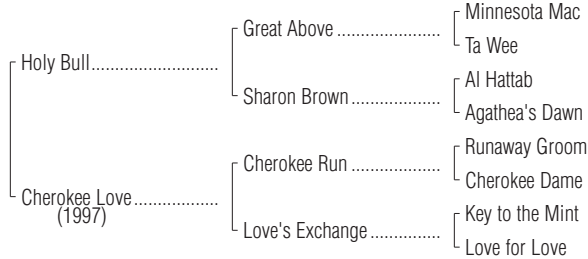 Minnesota Mac
Great Above
Ta Wee
Holy Bull
Al Hattab
Sharon Brown
Agathea's Dawn
Runaway Groom
Cherokee Run
Cherokee Dame
Cherokee Love
(1997)
Key to the Mint
Love's Exchange
Love for Love